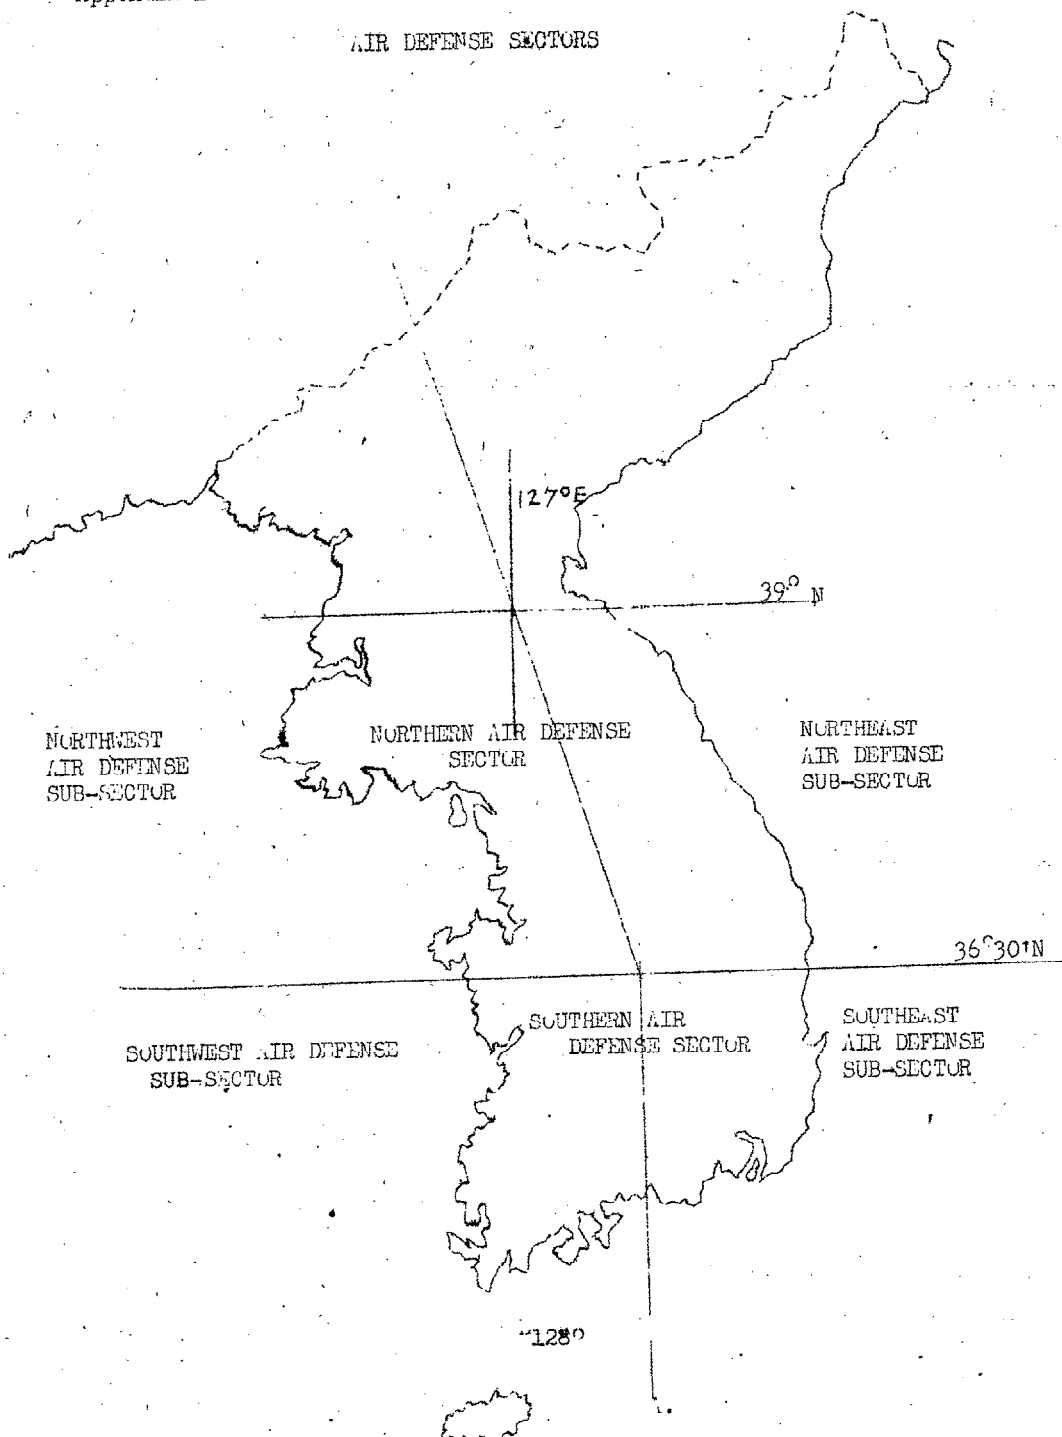 AIR DEFENSE SECTORS
127°E
39° N
NORTHWEST
AIR DEFENSE
SUB-SECTOR
NORTHERN AIR DEFENSE
SECTOR
NORTHEAST
AIR DEFENSE
SUB-SECTOR
36°30'N
SOUTHWEST AIR DEFENSE
SUB-SECTOR
SOUTHERN AIR
DEFENSE SECTOR
SOUTHEAST
AIR DEFENSE
SUB-SECTOR
128°